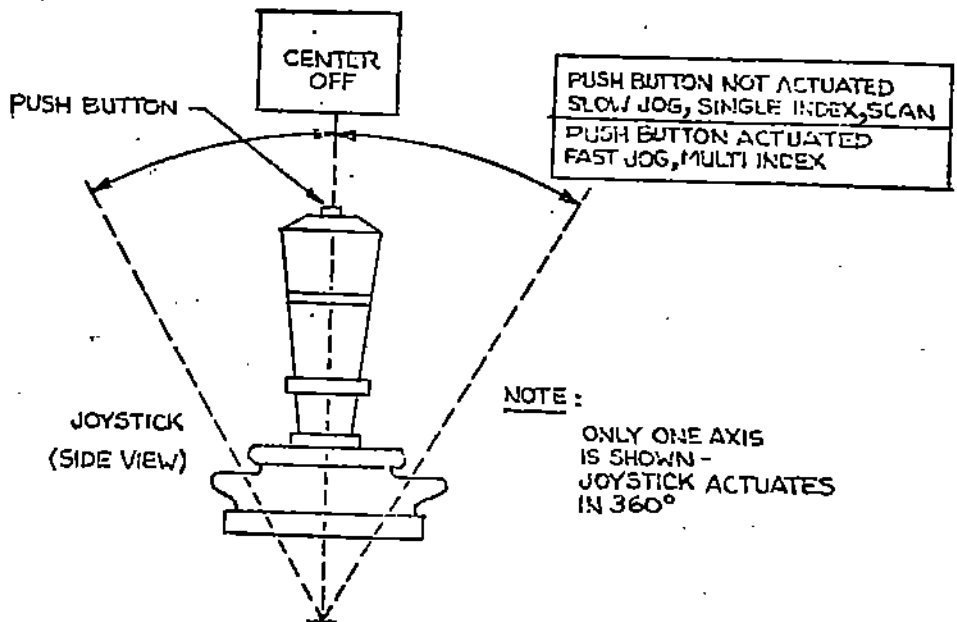 CENTER
OFF
PUSH BUTTON
PUSH BUTTON NOT ACTUATED
SLOW JOG, SINGLE INDEX, SCAN
PUSH BUTTON ACTUATED
FAST JOG, MULTI INDEX
JOYSTICK
(SIDE VIEW)
NOTE:
ONLY ONE AXIS
IS SHOWN -
JOYSTICK ACTUATES
IN 360°